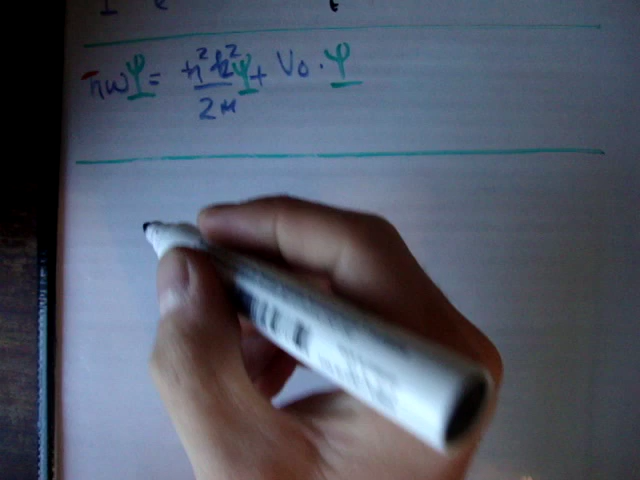 ħωΨ = ħ²k²Ψ + V₀ · Ψ
2m